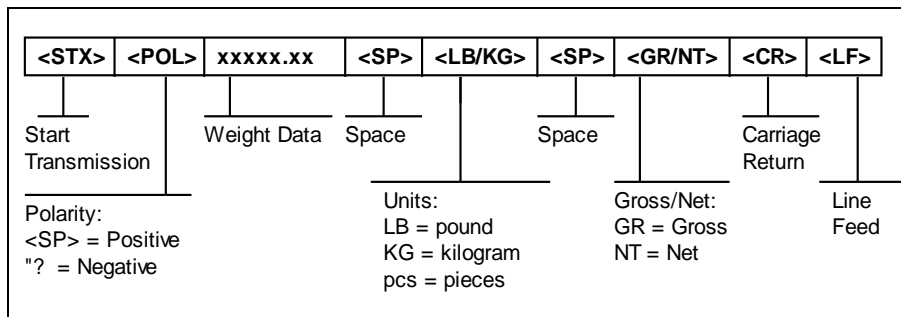 <STX> <POL> xxxxx.xx <SP> <LB/KG> <SP> <GR/NT> <CR> <LF>
Start
Transmission
Weight Data
Space
Space
Carriage
Return
Polarity:
<SP> = Positive
"? = Negative
Units:
LB = pound
KG = kilogram
pcs = pieces
Gross/Net:
GR = Gross
NT = Net
Line
Feed